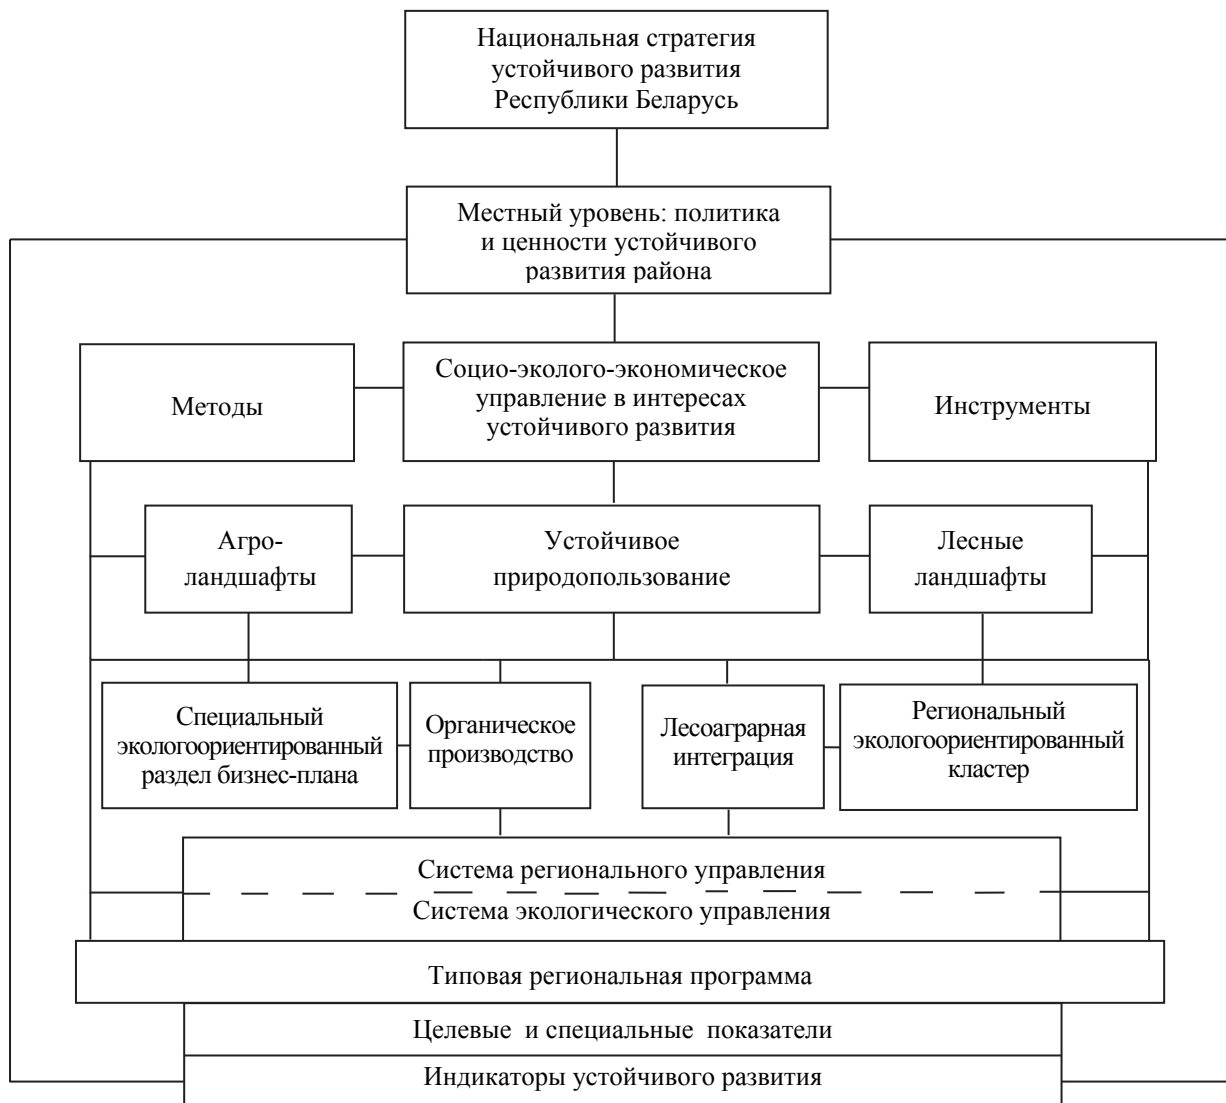 Национальная стратегия
устойчивого развития
Республики Беларусь
Местный уровень: политика
и ценности устойчивого
развития района
Методы
Социо-эколого-экономическое
управление в интересах
устойчивого развития
Инструменты
Агро-
ландшафты
Устойчивое
природопользование
Лесные
ландшафты
Специальный
экологоориентированный
раздел бизнес-плана
Органическое
производство
Лесоаграрная
интеграция
Региональный
экологоориентированный
кластер
Система регионального управления
Система экологического управления
Типовая региональная программа
Целевые и специальные показатели
Индикаторы устойчивого развития